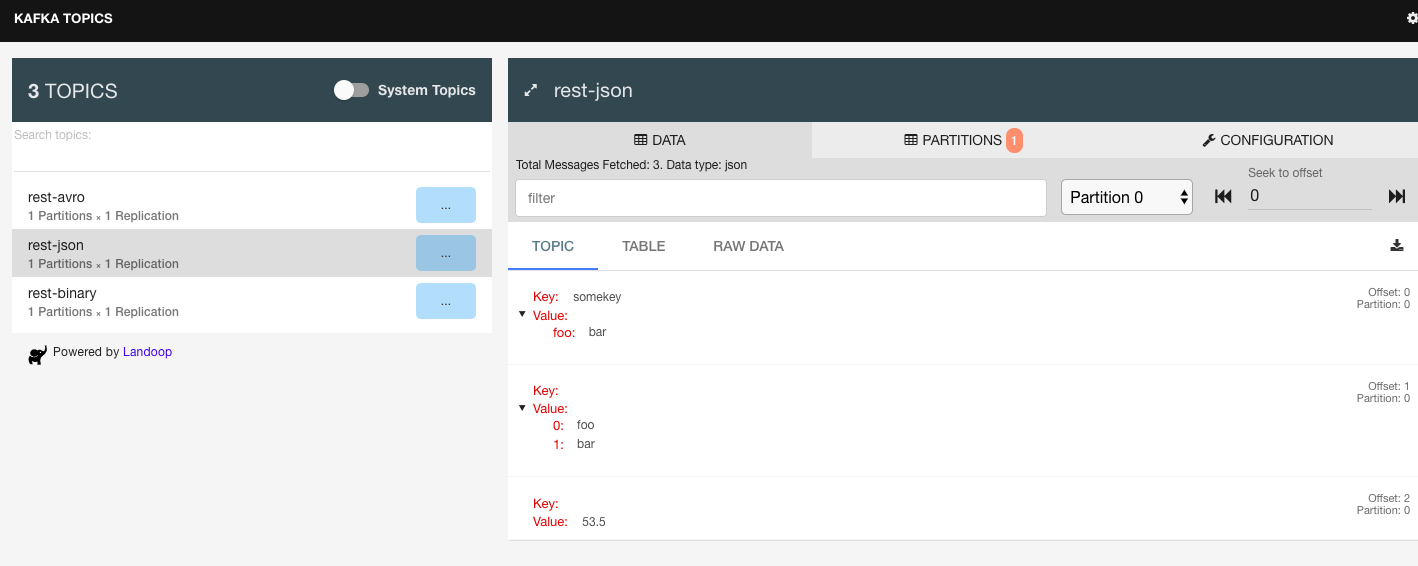 KAFKA TOPICS
3 TOPICS
System Topics
Search topics:
rest-avro
1 Partitions × 1 Replication
...
rest-json
1 Partitions × 1 Replication
...
rest-binary
1 Partitions × 1 Replication
...
Powered by Landoop
rest-json
DATA
PARTITIONS 1
CONFIGURATION
Total Messages Fetched: 3. Data type: json
filter
Partition 0
Seek to offset
0
TOPIC
TABLE
RAW DATA
Key: somekey
Value:
foo: bar
Offset: 0
Partition: 0
Key:
Value:
0: foo
1: bar
Offset: 1
Partition: 0
Key:
Value: 53.5
Offset: 2
Partition: 0